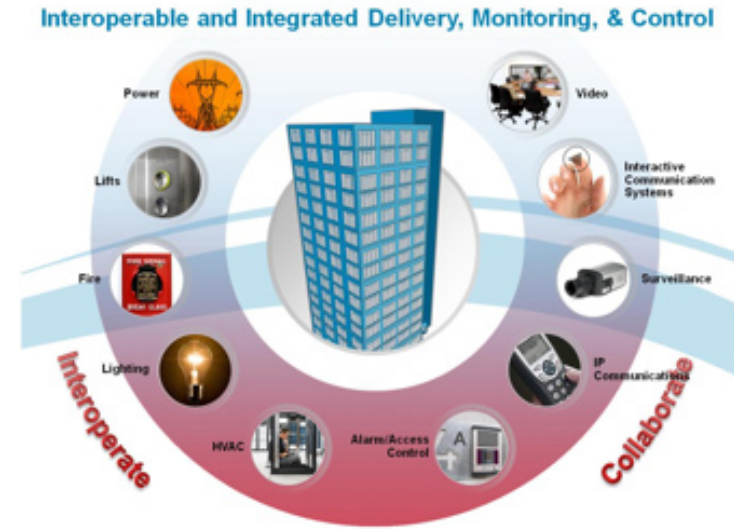 Interoperable and Integrated Delivery, Monitoring, & Control
Power
Video
Lifts
Interactive
Communication
Systems
Fire
Surveillance
Lighting
IP
Communications
HVAC
Alarm/Access
Control
A
Interoperate
Collaborate